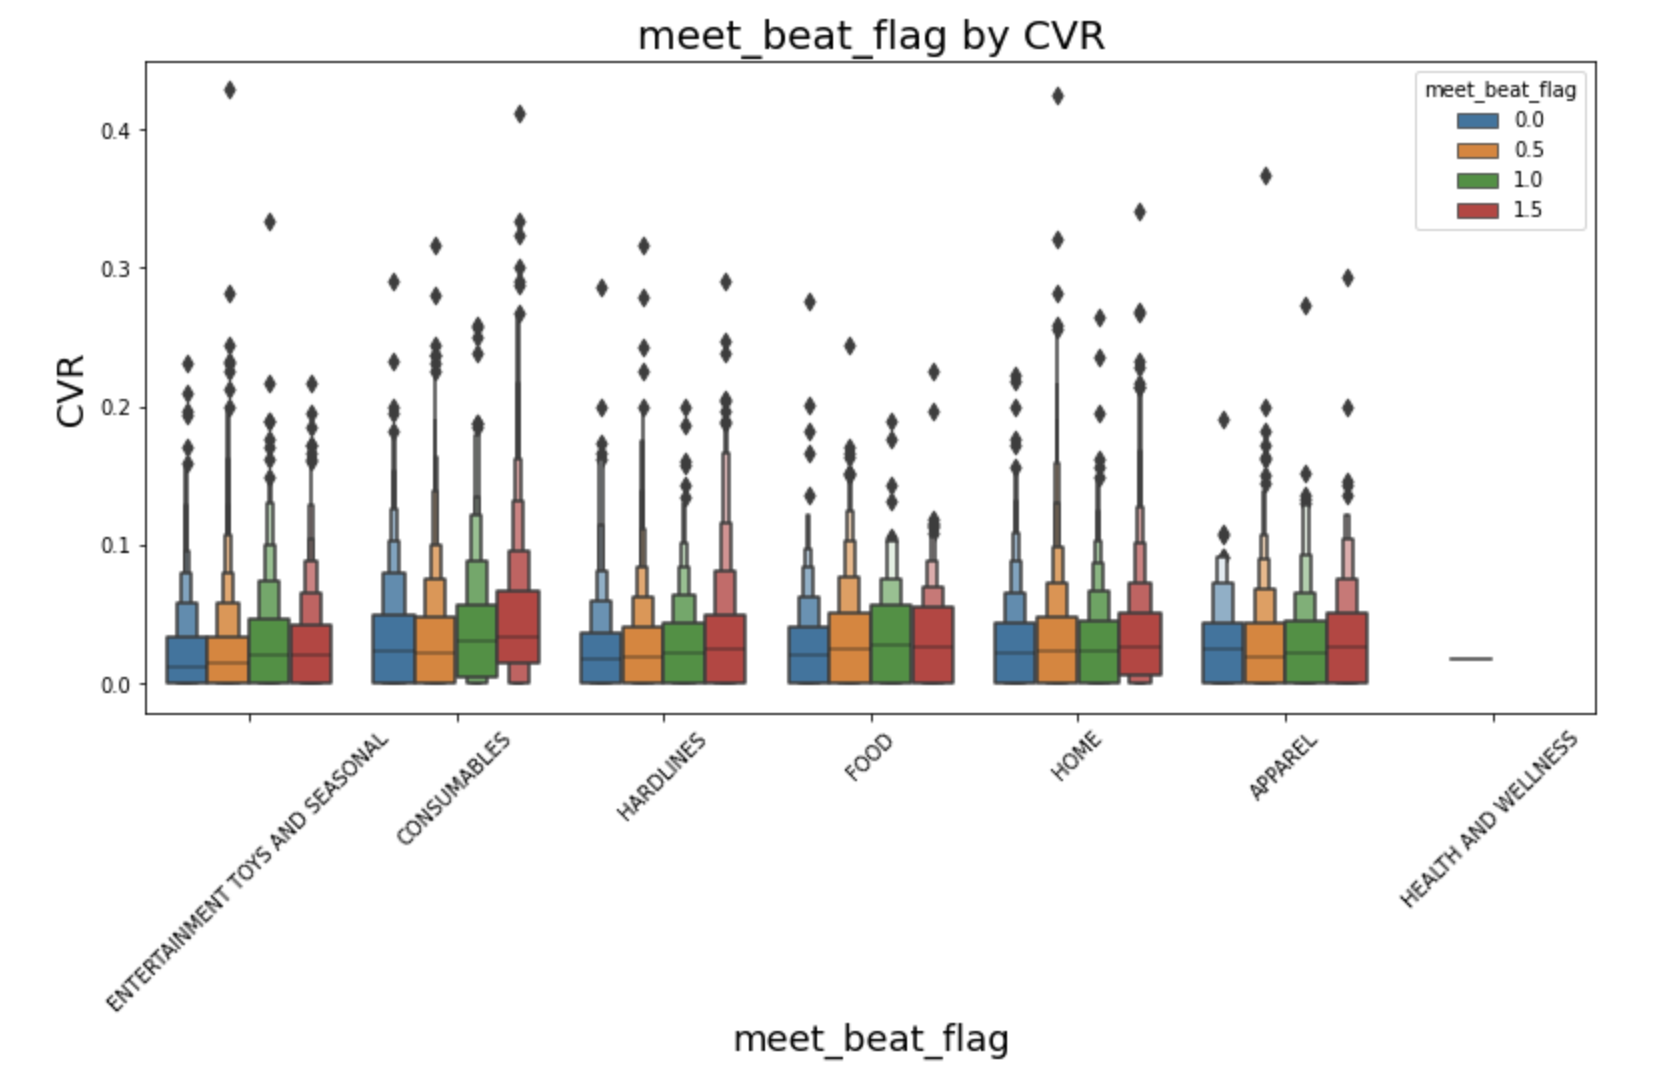 meet_beat_flag by CVR
meet_beat_flag
0.0
0.5
1.0
1.5
CVR
0.4
0.3
0.2
0.1
0.0
ENTERTAINMENT TOYS AND SEASONAL
CONSUMABLES
HARDLINES
FOOD
HOME
APPAREL
HEALTH AND WELLNESS
meet_beat_flag